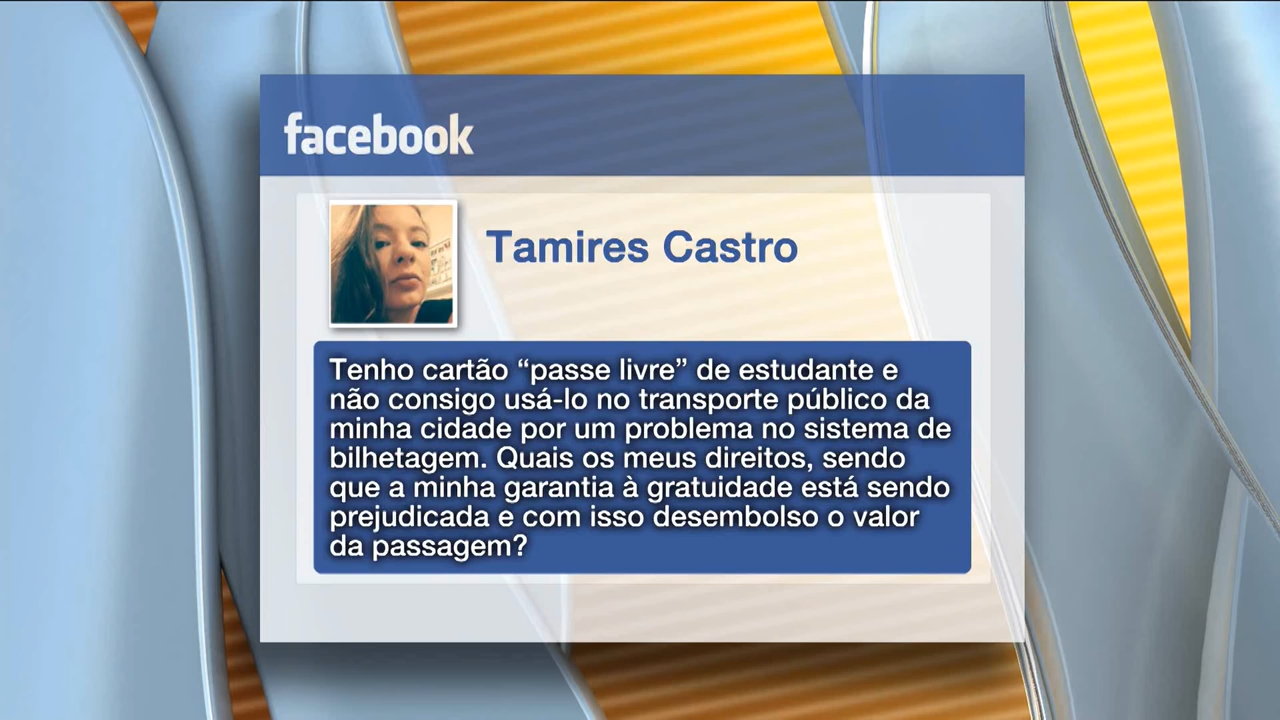 facebook
Tamires Castro
Tenho cartão “passe livre” de estudante e
não consigo usá-lo no transporte público da
minha cidade por um problema no sistema de
bilhetagem. Quais os meus direitos, sendo
que a minha garantia à gratuidade está sendo
prejudicada e com isso desembolso o valor
da passagem?